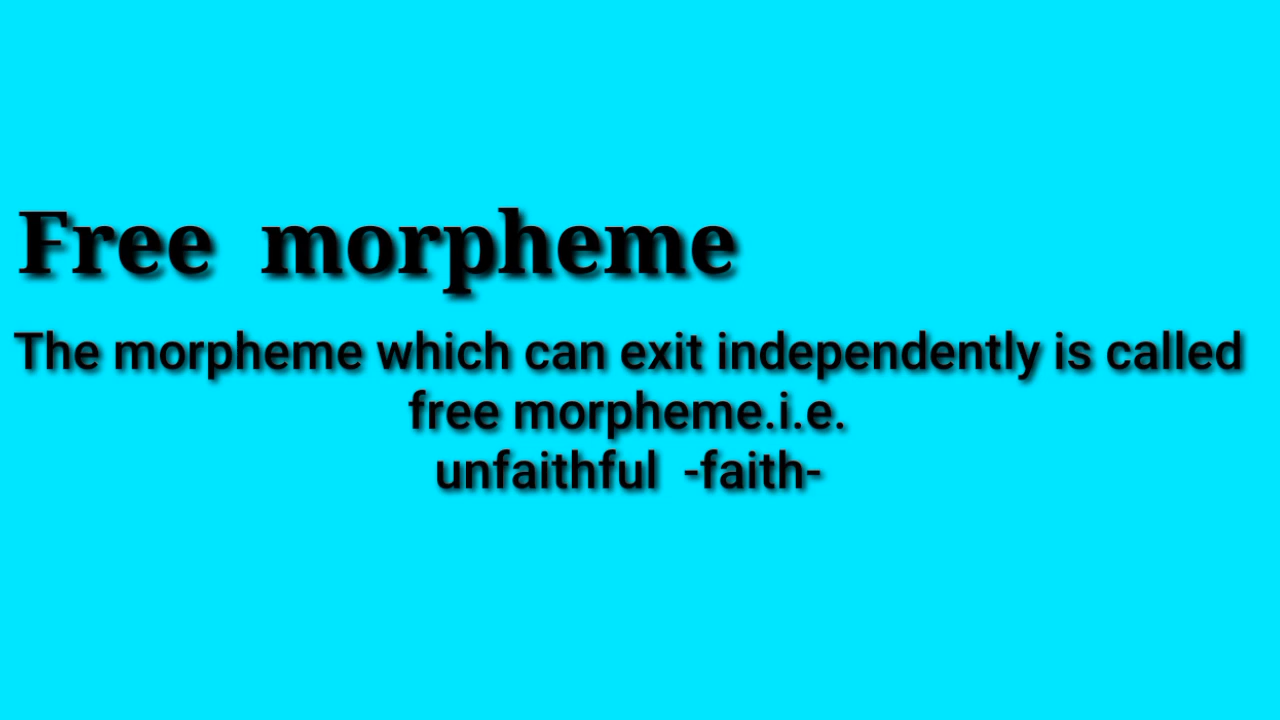 Free morpheme
The morpheme which can exit independently is called
free morpheme.i.e.
unfaithful -faith-